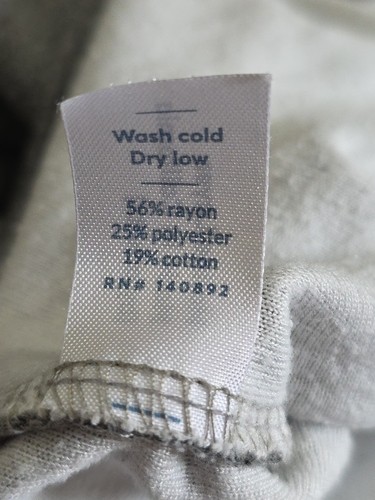 Wash cold
Dry low
56% rayon
25% polyester
19% cotton
RN# 140892